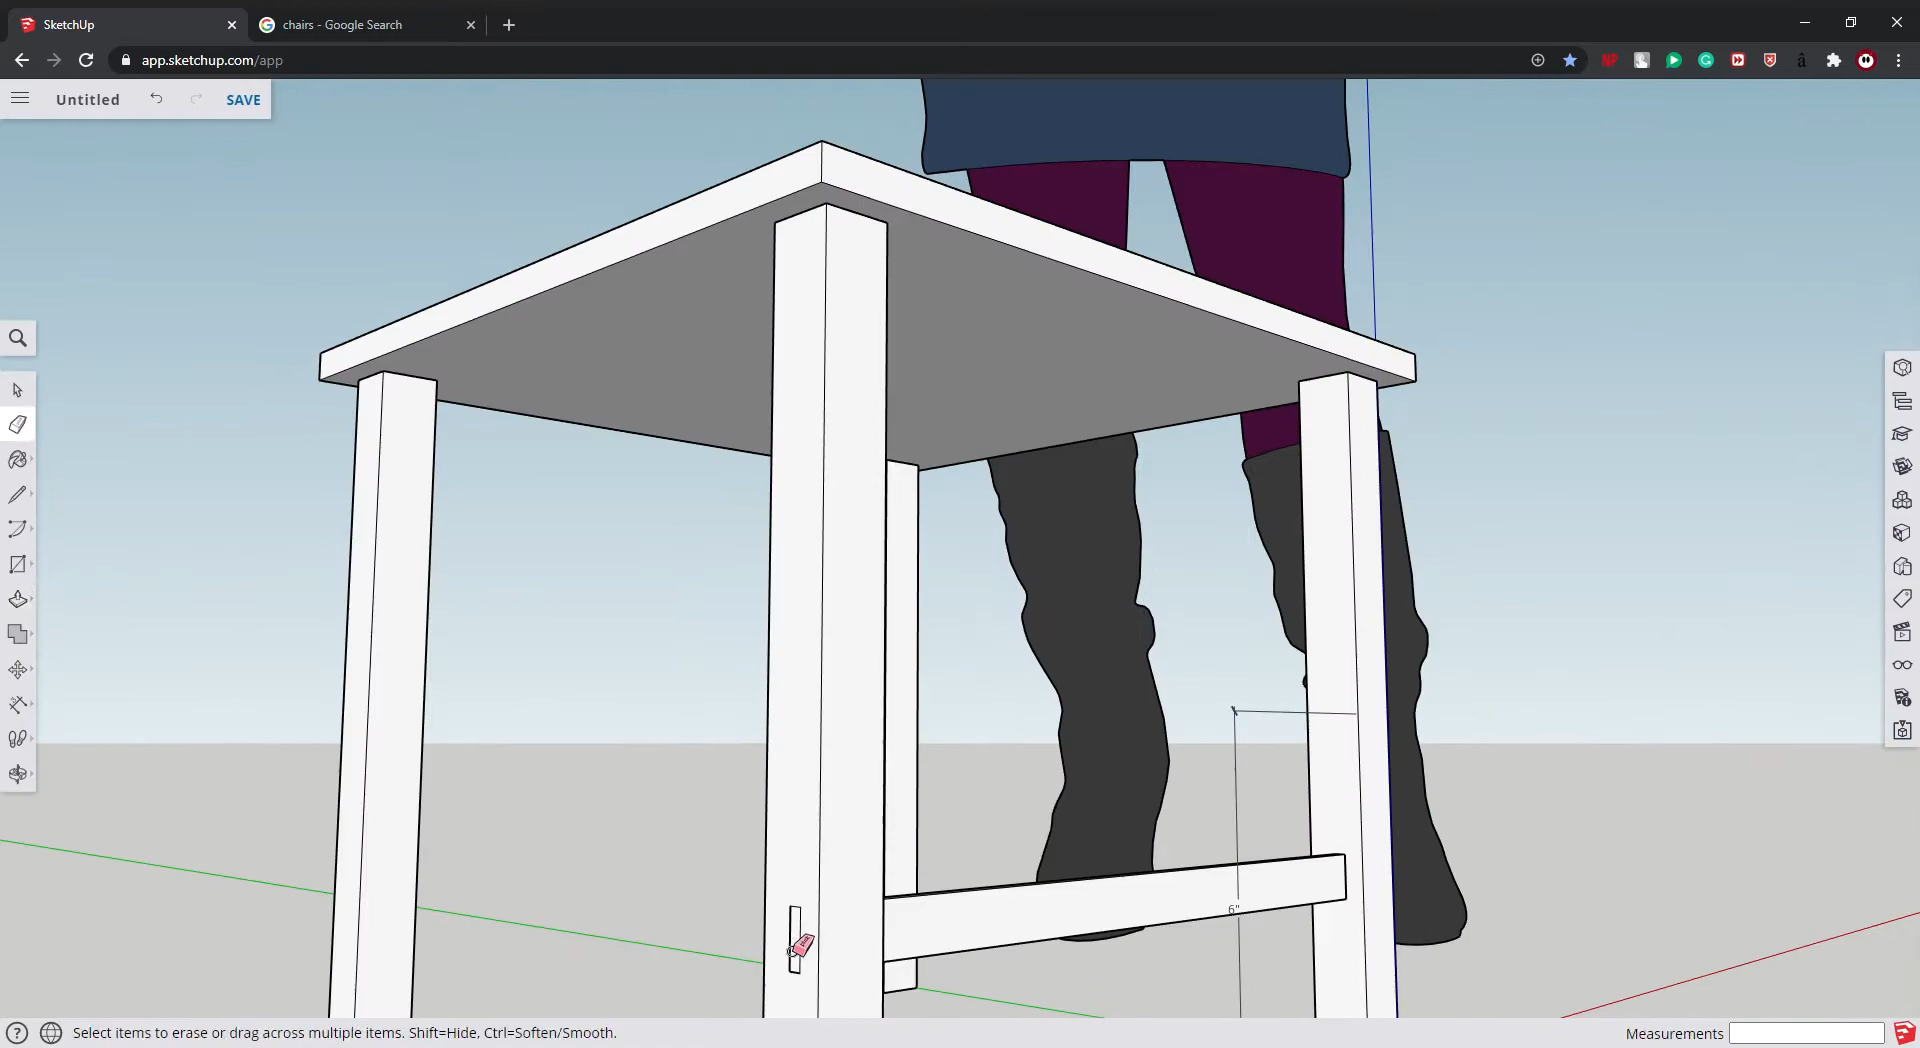 SketchUp
chairs - Google Search
app.sketchup.com/app
Untitled
SAVE
6"
Select items to erase or drag across multiple items. Shift=Hide, Ctrl=Soften/Smooth.
Measurements